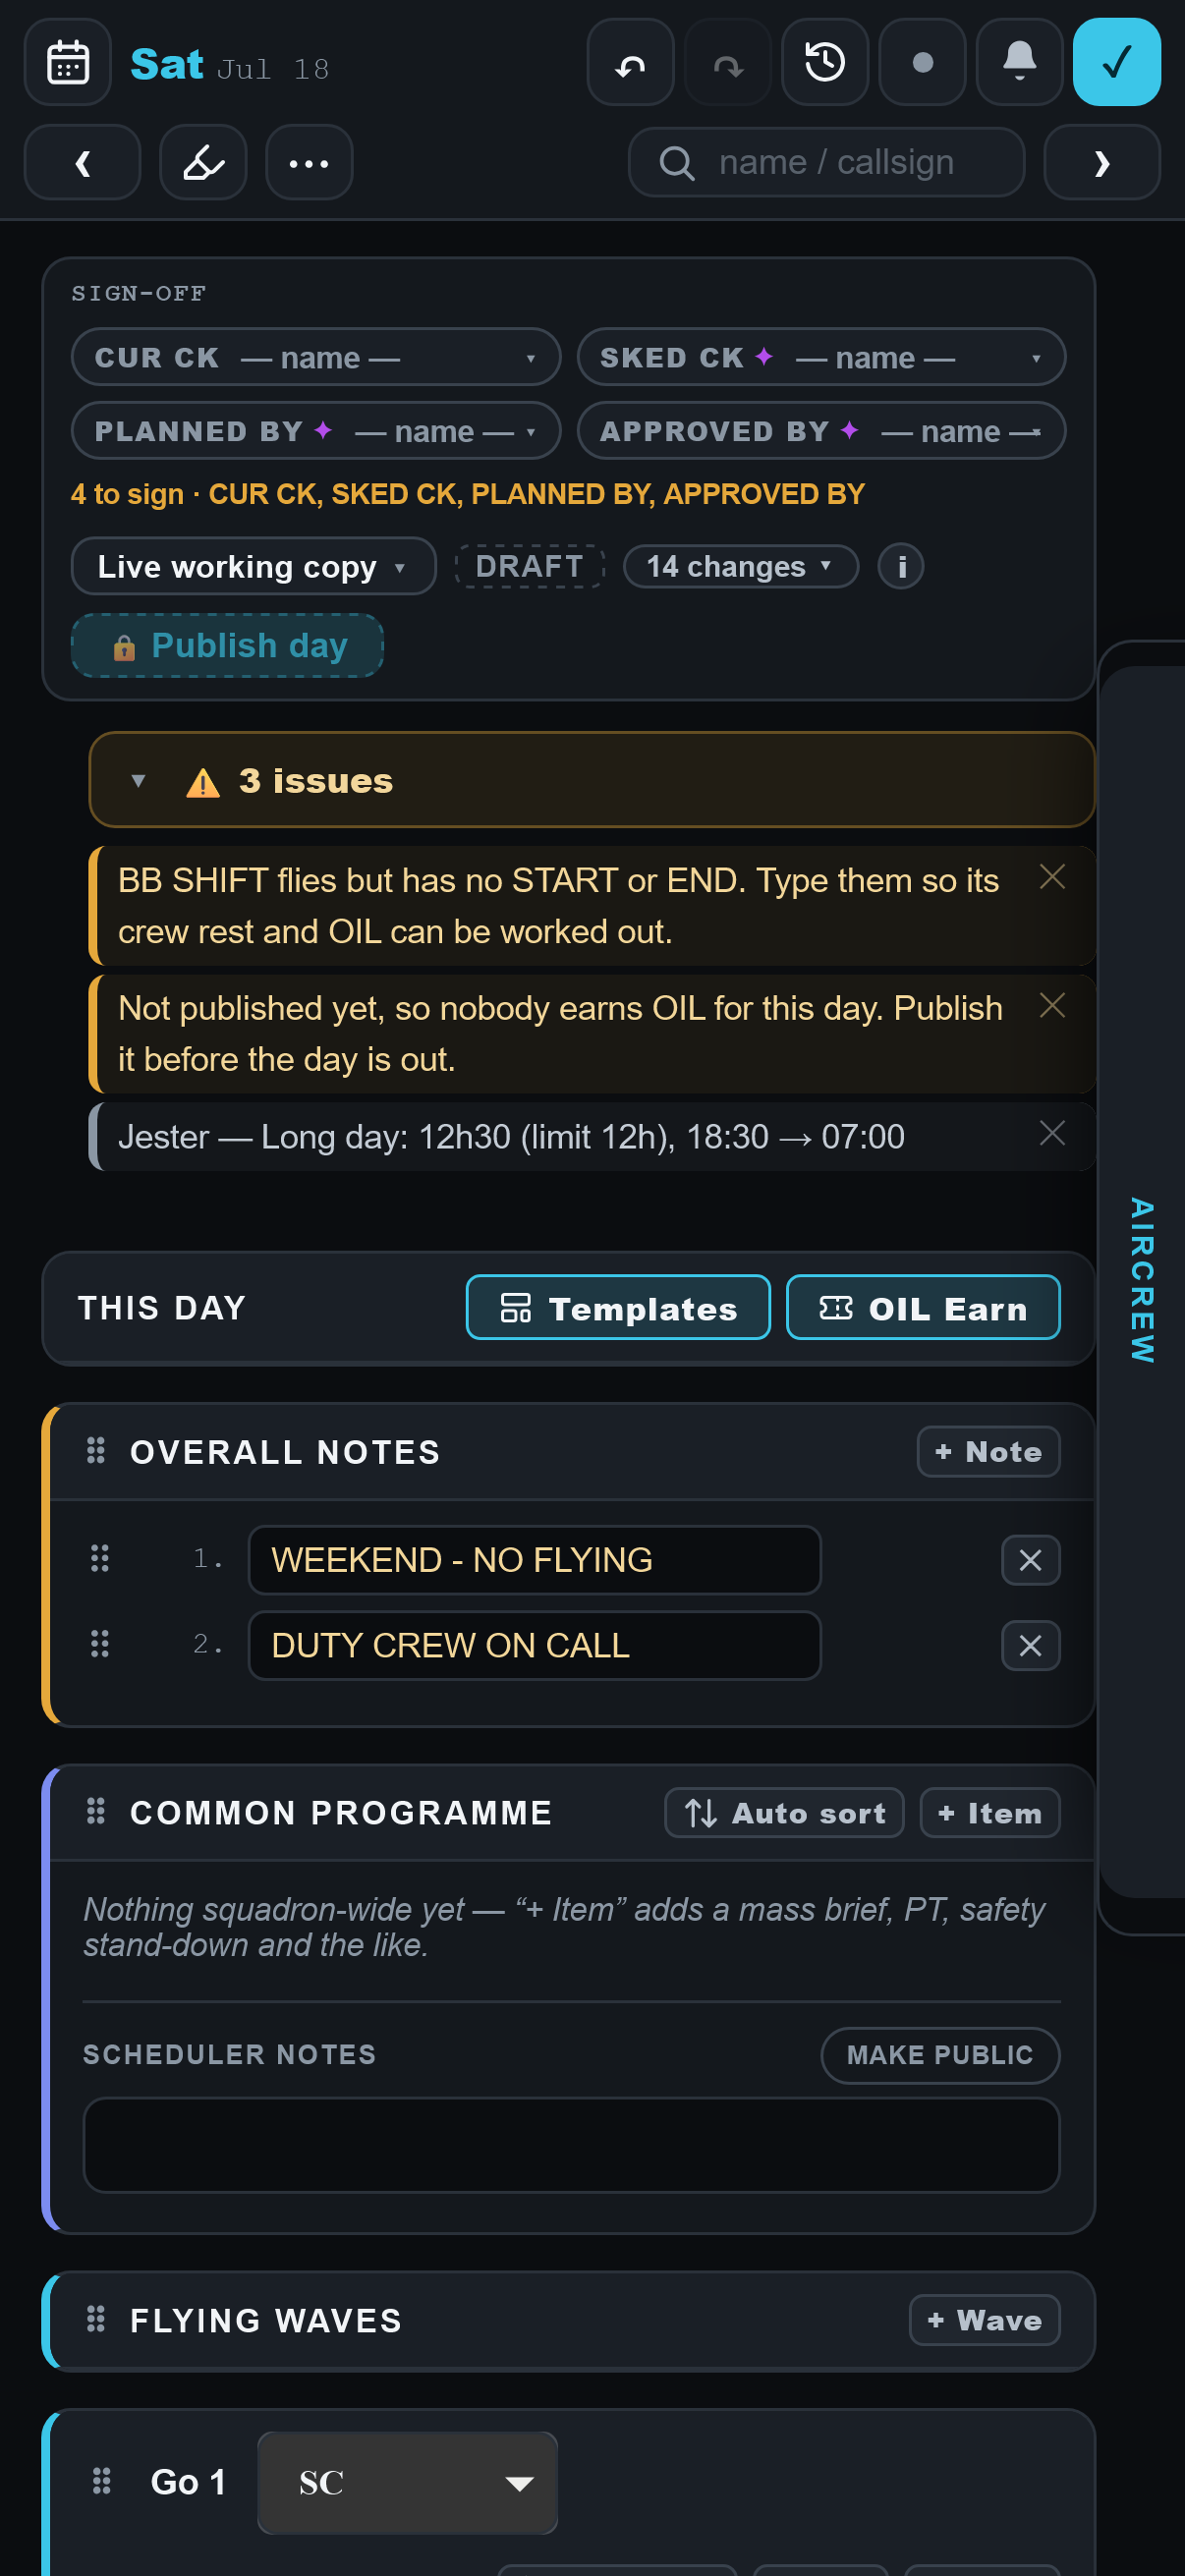 Sat Jul 18
name / callsign
SIGN-OFF
CUR CK — name —
SKED CK ✦ — name —
PLANNED BY ✦ — name —
APPROVED BY ✦ — name —
4 to sign · CUR CK, SKED CK, PLANNED BY, APPROVED BY
Live working copy
DRAFT
14 changes
i
Publish day
3 issues
BB SHIFT flies but has no START or END. Type them so its
crew rest and OIL can be worked out.
Not published yet, so nobody earns OIL for this day. Publish
it before the day is out.
Jester — Long day: 12h30 (limit 12h), 18:30 → 07:00
AIRCREW
THIS DAY
Templates
OIL Earn
OVERALL NOTES
+ Note
1. WEEKEND - NO FLYING
2. DUTY CREW ON CALL
COMMON PROGRAMME
Auto sort
+ Item
Nothing squadron-wide yet — “+ Item” adds a mass brief, PT, safety
stand-down and the like.
SCHEDULER NOTES
MAKE PUBLIC
FLYING WAVES
+ Wave
Go 1
SC